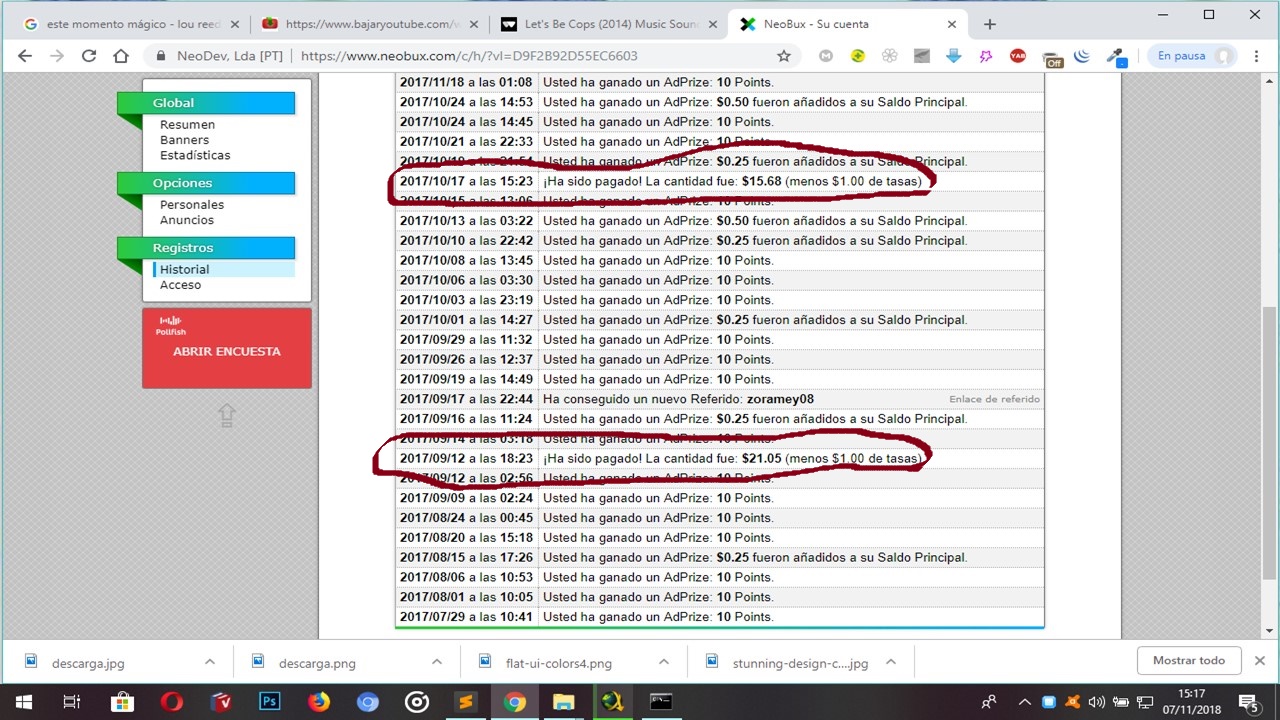 este momento mágico - lou reed
https://www.bajaryoutube.com/w
Let's Be Cops (2014) Music Soun
NeoBux - Su cuenta
NeoDev, Lda [PT] | https://www.neobux.com/c/h/?vl=D9F2B92D55EC6603
YAB
Off
En pausa
Global
Resumen
Banners
Estadísticas
Opciones
Personales
Anuncios
Registros
Historial
Acceso
Pollfish
ABRIR ENCUESTA
2017/11/18 a las 01:08 Usted ha ganado un AdPrize: 10 Points.
2017/10/24 a las 14:53 Usted ha ganado un AdPrize: $0.50 fueron añadidos a su Saldo Principal.
2017/10/24 a las 14:45 Usted ha ganado un AdPrize: 10 Points.
2017/10/21 a las 22:33 Usted ha ganado un AdPrize: 10 Points.
2017/10/19 a las 21:54 Usted ha ganado un AdPrize: $0.25 fueron añadidos a su Saldo Principal.
2017/10/17 a las 15:23 ¡Ha sido pagado! La cantidad fue: $15.68 (menos $1.00 de tasas)
2017/10/15 a las 13:06 Usted ha ganado un AdPrize: 10 Points.
2017/10/13 a las 03:22 Usted ha ganado un AdPrize: $0.50 fueron añadidos a su Saldo Principal.
2017/10/10 a las 22:42 Usted ha ganado un AdPrize: $0.25 fueron añadidos a su Saldo Principal.
2017/10/08 a las 13:45 Usted ha ganado un AdPrize: 10 Points.
2017/10/06 a las 03:30 Usted ha ganado un AdPrize: 10 Points.
2017/10/03 a las 23:19 Usted ha ganado un AdPrize: 10 Points.
2017/10/01 a las 14:27 Usted ha ganado un AdPrize: $0.25 fueron añadidos a su Saldo Principal.
2017/09/29 a las 11:32 Usted ha ganado un AdPrize: 10 Points.
2017/09/26 a las 12:37 Usted ha ganado un AdPrize: 10 Points.
2017/09/19 a las 14:49 Usted ha ganado un AdPrize: 10 Points.
2017/09/17 a las 22:44 Ha conseguido un nuevo Referido: zoramey08 Enlace de referido
2017/09/16 a las 11:24 Usted ha ganado un AdPrize: $0.25 fueron añadidos a su Saldo Principal.
2017/09/14 a las 03:18 Usted ha ganado un AdPrize: 10 Points.
2017/09/12 a las 18:23 ¡Ha sido pagado! La cantidad fue: $21.05 (menos $1.00 de tasas)
2017/09/12 a las 02:56 Usted ha ganado un AdPrize: 10 Points.
2017/09/09 a las 02:24 Usted ha ganado un AdPrize: 10 Points.
2017/08/24 a las 00:45 Usted ha ganado un AdPrize: 10 Points.
2017/08/20 a las 15:18 Usted ha ganado un AdPrize: 10 Points.
2017/08/15 a las 17:26 Usted ha ganado un AdPrize: $0.25 fueron añadidos a su Saldo Principal.
2017/08/06 a las 10:53 Usted ha ganado un AdPrize: 10 Points.
2017/08/01 a las 10:05 Usted ha ganado un AdPrize: 10 Points.
2017/07/29 a las 10:41 Usted ha ganado un AdPrize: 10 Points.
descarga.jpg
descarga.png
flat-ui-colors4.png
stunning-design-c....jpg
Mostrar todo
Ps
15:17
07/11/2018
5